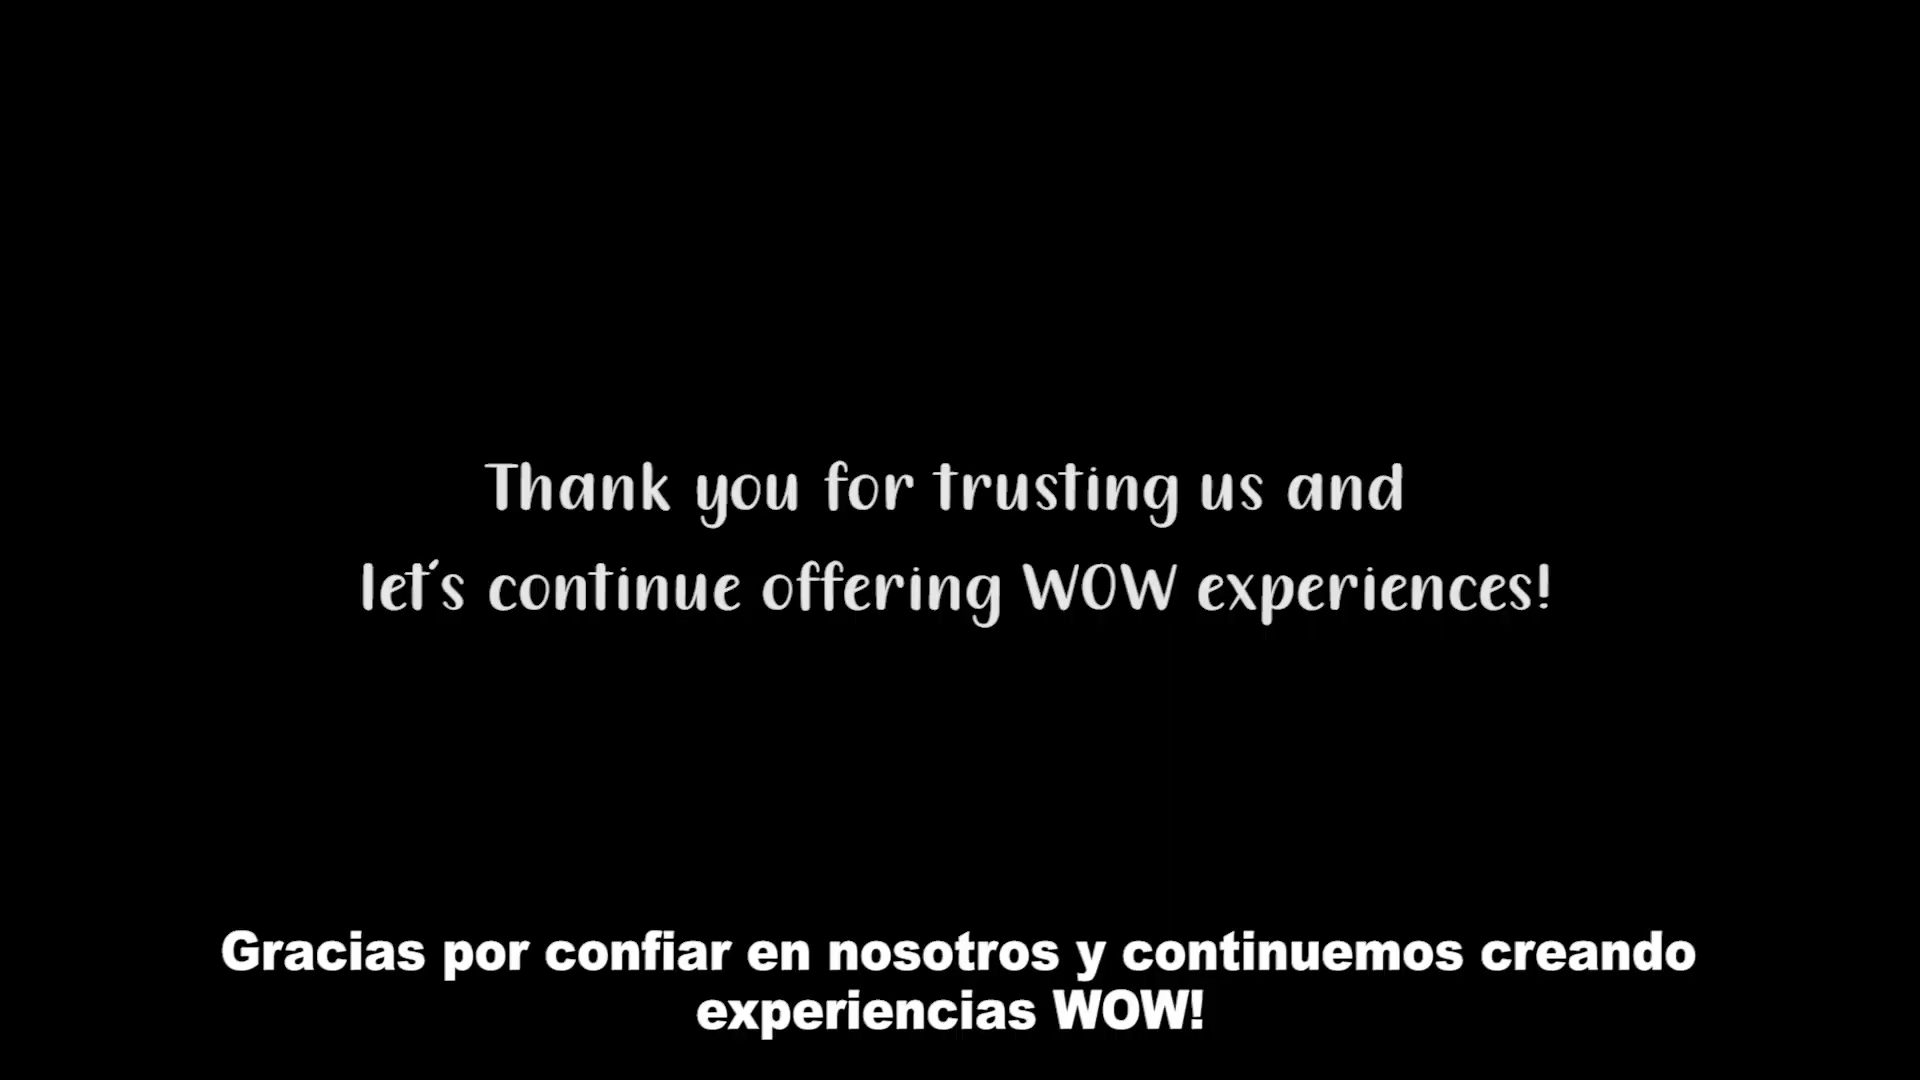 Thank you for trusting us and
let's continue offering WOW experiences!
Gracias por confiar en nosotros y continuemos creando
experiencias WOW!